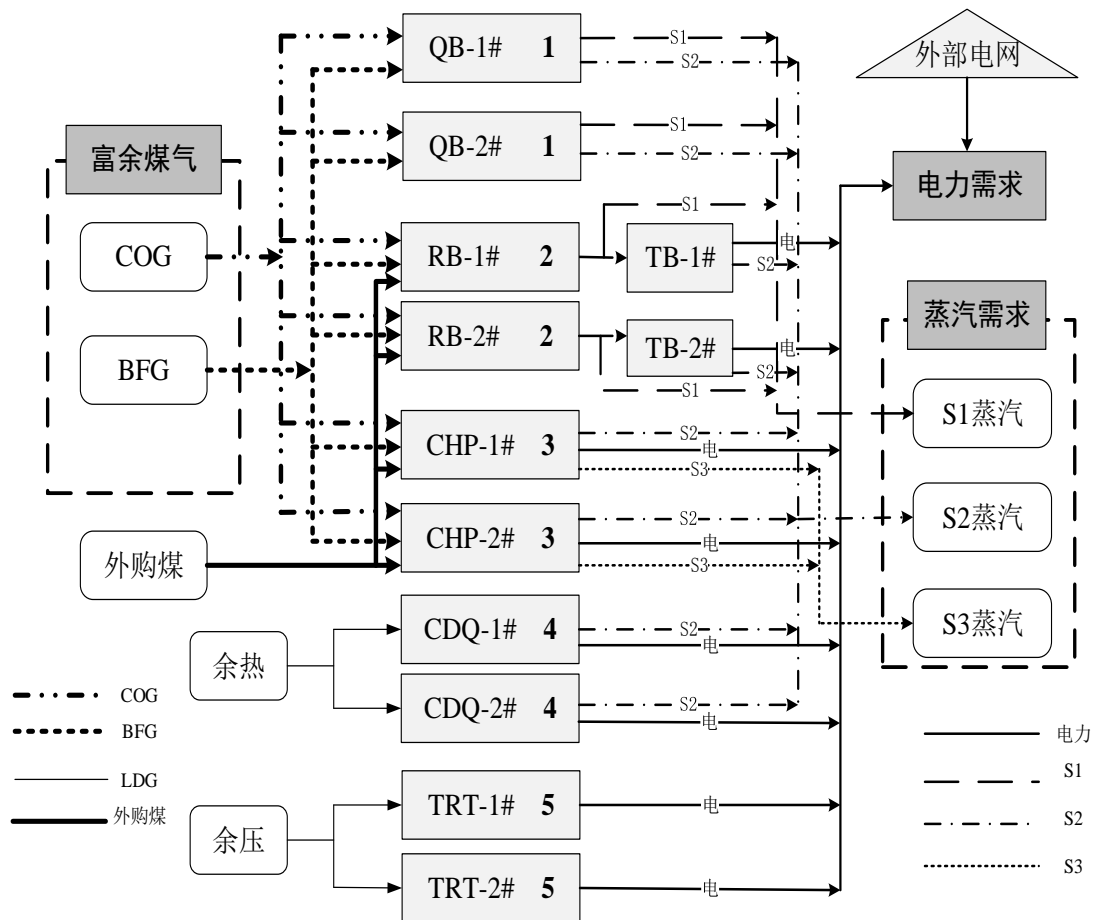 QB-1# 1
S1
S2
外部电网
富余煤气
QB-2# 1
S1
S2
电力需求
COG
RB-1# 2
S1
TB-1#
电
S2
蒸汽需求
BFG
RB-2# 2
TB-2#
电
S2
S1
S1蒸汽
CHP-1# 3
S2
电
S3
S2蒸汽
外购煤
CHP-2# 3
S2
电
S3
S3蒸汽
余热
CDQ-1# 4
S2
电
CDQ-2# 4
S2
电
COG
BFG
LDG
外购煤
余压
TRT-1# 5
电
TRT-2# 5
电
电力
S1
S2
S3